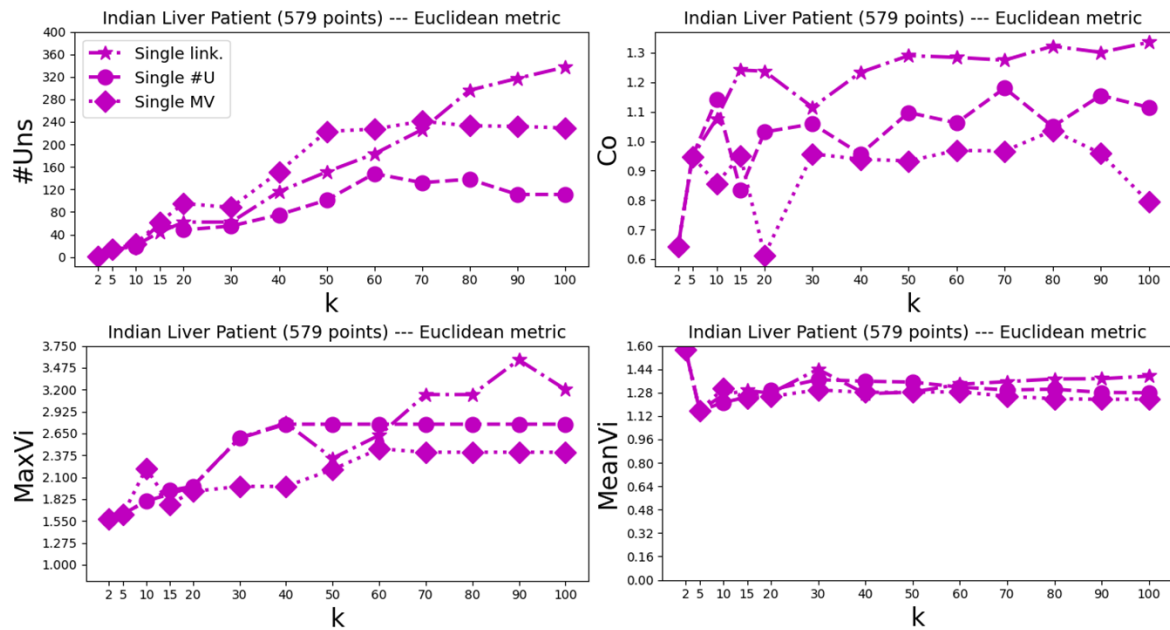 Indian Liver Patient (579 points) --- Euclidean metric
#Uns
400
360
320
280
240
200
160
120
80
40
0
Single link.
Single #U
Single MV
2 5 10 15 20 30 40 50 60 70 80 90 100
k
Indian Liver Patient (579 points) --- Euclidean metric
Co
1.3
1.2
1.1
1.0
0.9
0.8
0.7
0.6
2 5 10 15 20 30 40 50 60 70 80 90 100
k
Indian Liver Patient (579 points) --- Euclidean metric
MaxVi
3.750
3.475
3.200
2.925
2.650
2.375
2.100
1.825
1.550
1.275
1.000
2 5 10 15 20 30 40 50 60 70 80 90 100
k
Indian Liver Patient (579 points) --- Euclidean metric
MeanVi
1.60
1.44
1.28
1.12
0.96
0.80
0.64
0.48
0.32
0.16
0.00
2 5 10 15 20 30 40 50 60 70 80 90 100
k